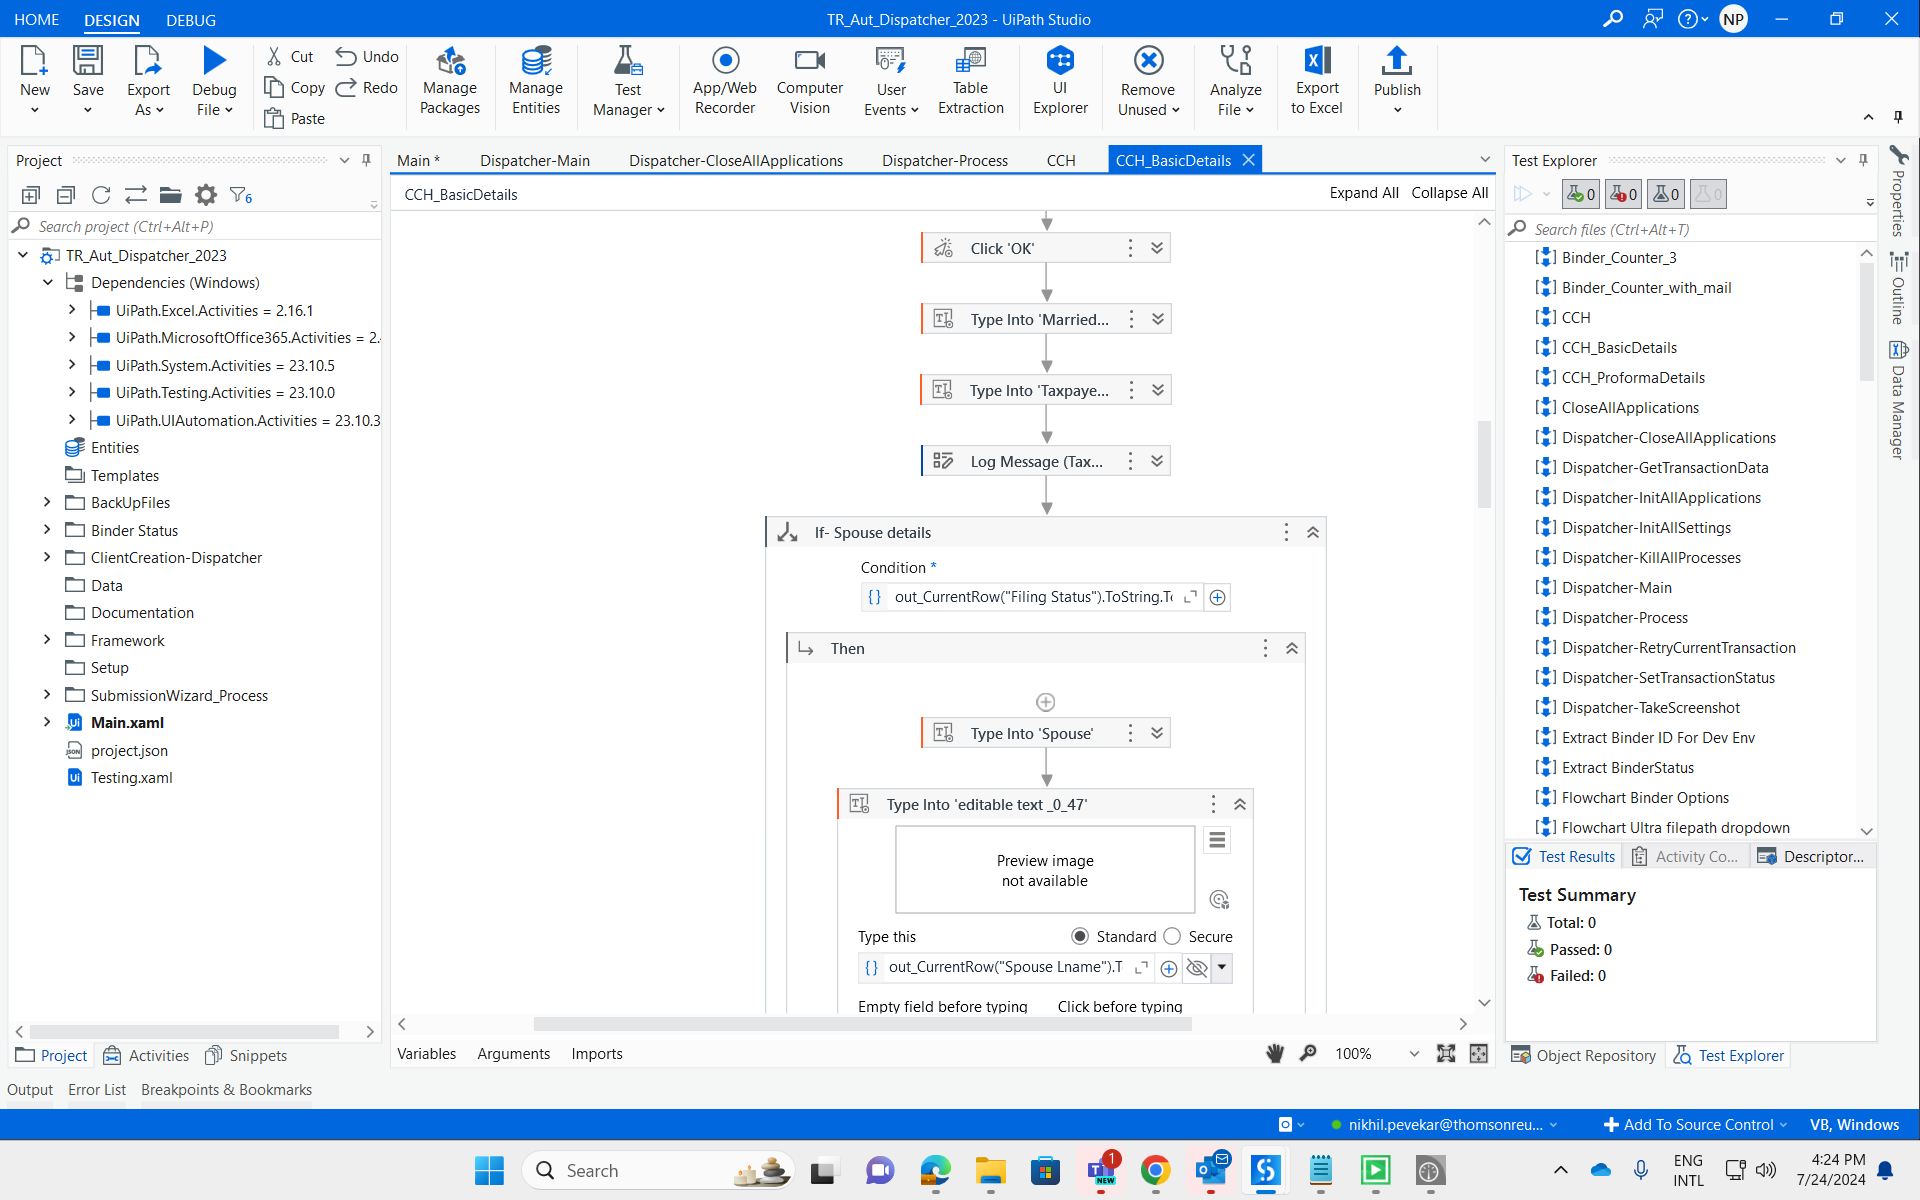 HOME
DESIGN
DEBUG
TR_Aut_Dispatcher_2023 - UiPath Studio
NP
New
Save
Export
As
Debug
File
Cut
Copy
Paste
Undo
Redo
Manage
Packages
Manage
Entities
Test
Manager
App/Web
Recorder
Computer
Vision
User
Events
Table
Extraction
UI
Explorer
Remove
Unused
Analyze
File
Export
to Excel
Publish
Project
6
Search project (Ctrl+Alt+P)
TR_Aut_Dispatcher_2023
Dependencies (Windows)
UiPath.Excel.Activities = 2.16.1
UiPath.MicrosoftOffice365.Activities = 2.
UiPath.System.Activities = 23.10.5
UiPath.Testing.Activities = 23.10.0
UiPath.UIAutomation.Activities = 23.10.3
Entities
Templates
BackUpFiles
Binder Status
ClientCreation-Dispatcher
Data
Documentation
Framework
Setup
SubmissionWizard_Process
Main.xaml
project.json
Testing.xaml
Project
Activities
Snippets
Output
Error List
Breakpoints & Bookmarks
Main *
Dispatcher-Main
Dispatcher-CloseAllApplications
Dispatcher-Process
CCH
CCH_BasicDetails
CCH_BasicDetails
Expand All
Collapse All
Click 'OK'
Type Into 'Married...
Type Into 'Taxpaye...
Log Message (Tax...
If- Spouse details
Condition *
out_CurrentRow("Filing Status").ToString.To
Then
Type Into 'Spouse'
Type Into 'editable text _0_47'
Preview image
not available
Type this
Standard
Secure
out_CurrentRow("Spouse Lname").T
Empty field before typing
Click before typing
Variables
Arguments
Imports
100%
Test Explorer
0
0
0
0
Search files (Ctrl+Alt+T)
Binder_Counter_3
Binder_Counter_with_mail
CCH
CCH_BasicDetails
CCH_ProformaDetails
CloseAllApplications
Dispatcher-CloseAllApplications
Dispatcher-GetTransactionData
Dispatcher-InitAllApplications
Dispatcher-InitAllSettings
Dispatcher-KillAllProcesses
Dispatcher-Main
Dispatcher-Process
Dispatcher-RetryCurrentTransaction
Dispatcher-SetTransactionStatus
Dispatcher-TakeScreenshot
Extract Binder ID For Dev Env
Extract BinderStatus
Flowchart Binder Options
Flowchart Ultra filepath dropdown
Test Results
Activity Co...
Descriptor...
Test Summary
Total: 0
Passed: 0
Failed: 0
Object Repository
Test Explorer
Properties
Outline
Data Manager
nikhil.pevekar@thomsonreu...
Add To Source Control
VB, Windows
Search
1
NEW
ENG
INTL
4:24 PM
7/24/2024